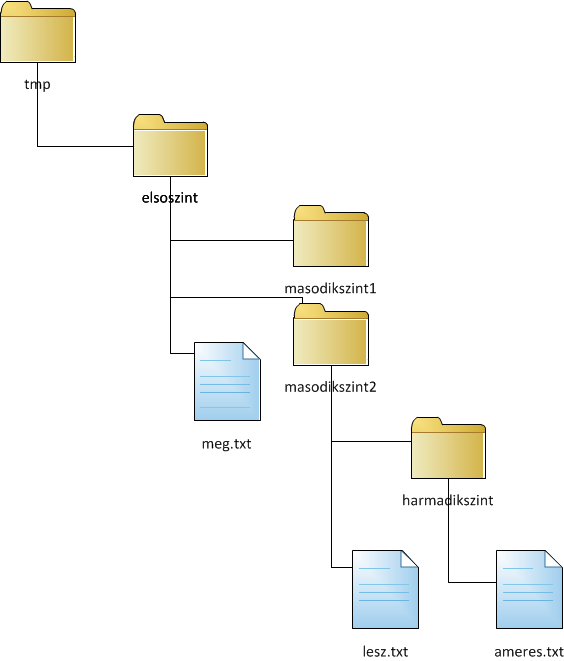 tmp
elsoszint
masodikszint1
masodikszint2
meg.txt
harmadikszint
lesz.txt
ameres.txt